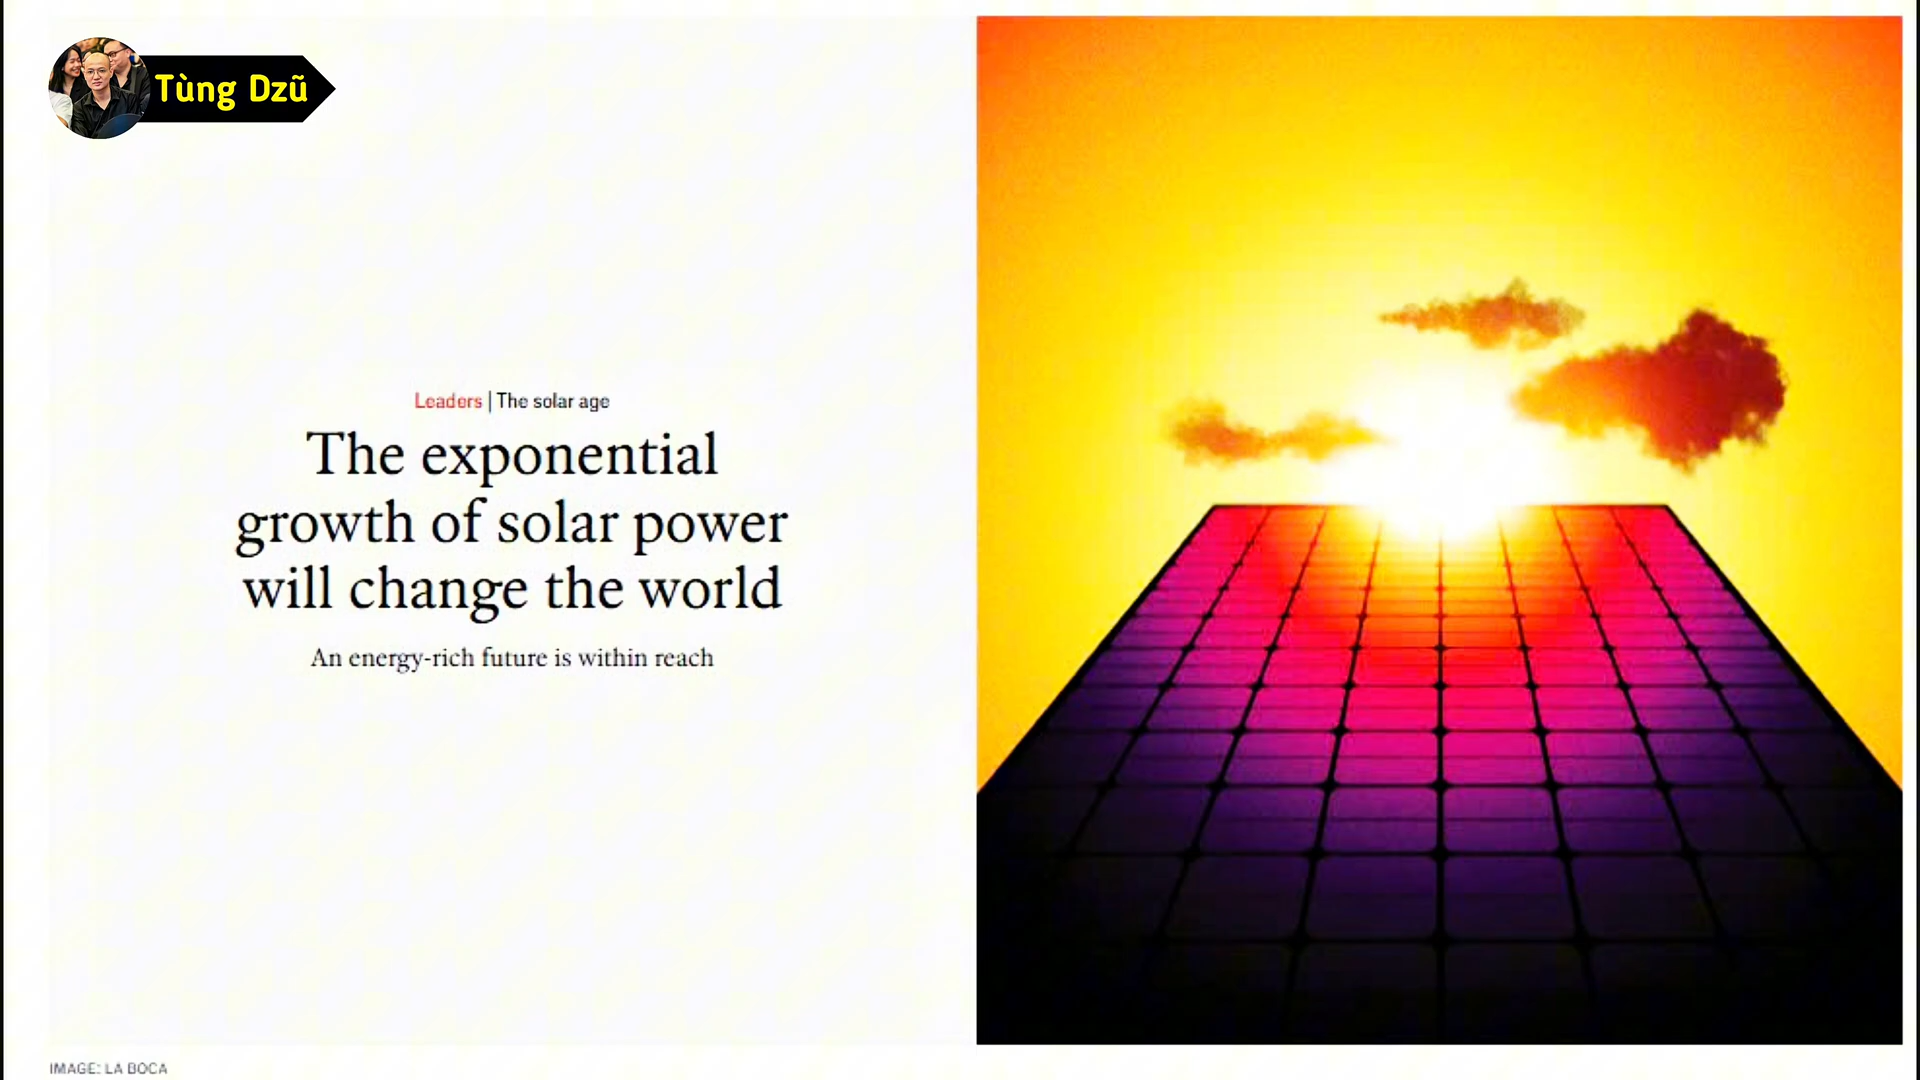 Tùng Dzũ
Leaders | The solar age
The exponential
growth of solar power
will change the world
An energy-rich future is within reach
IMAGE: LA BOCA